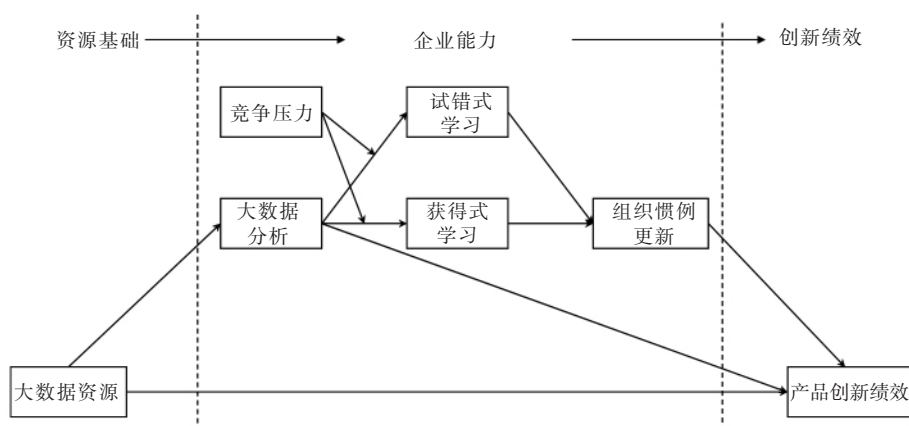 资源基础
企业能力
创新绩效
竞争压力
试错式
学习
大数据
分析
获得式
学习
组织惯例
更新
大数据资源
产品创新绩效